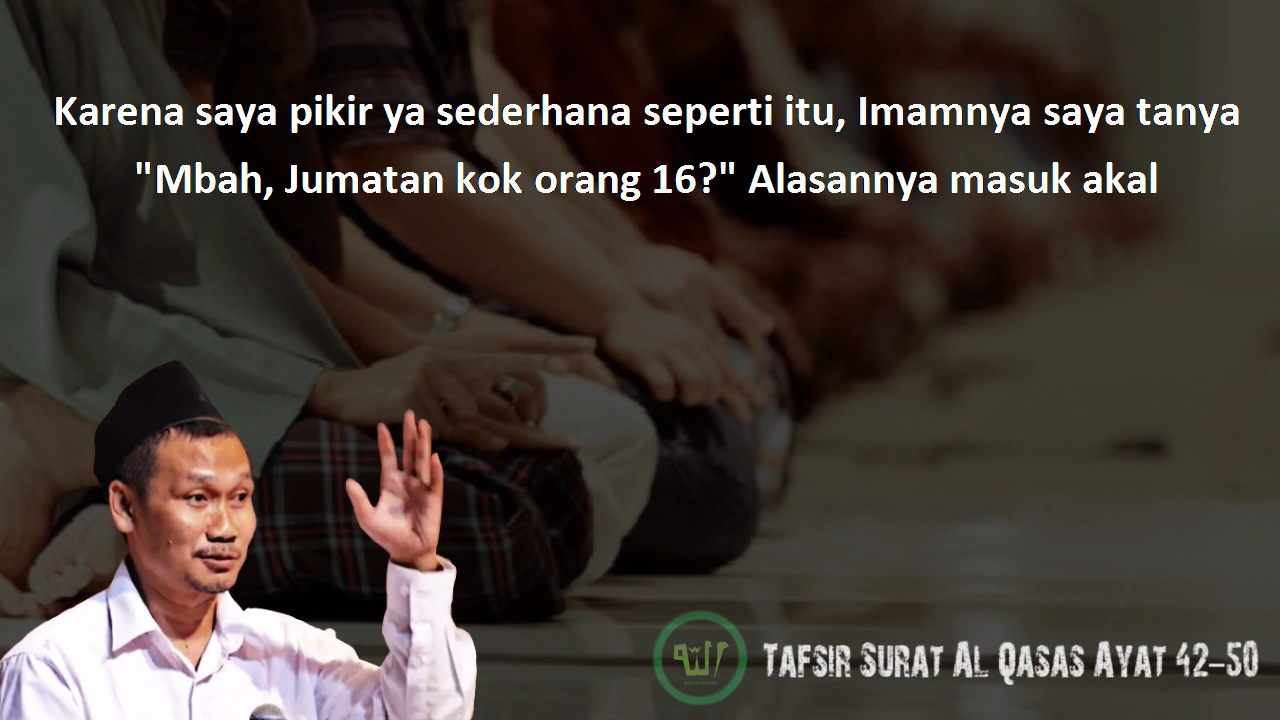 Karena saya pikir ya sederhana seperti itu, Imamnya saya tanya
"Mbah, Jumatan kok orang 16?" Alasannya masuk akal
Tafsir Surat Al Qasas Ayat 42-50